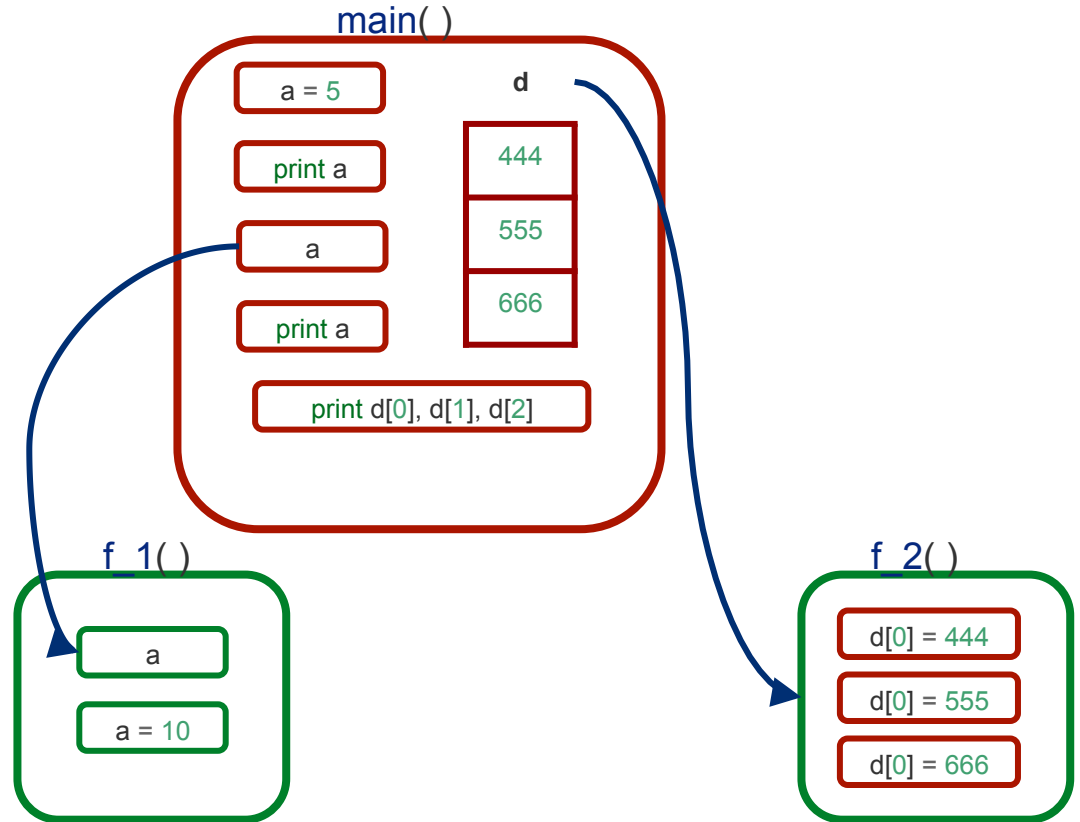 main( )
a = 5
print a
a
print a
d
444
555
666
print d[0], d[1], d[2]
f_1( )
a
a = 10
f_2( )
d[0] = 444
d[0] = 555
d[0] = 666